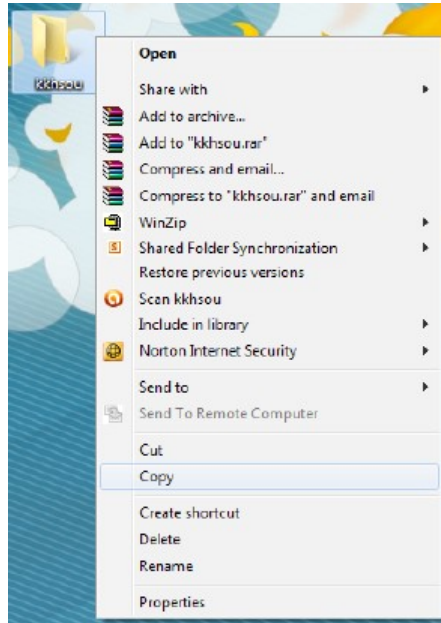 kkhsou
Open
Share with
Add to archive...
Add to "kkhsou.rar"
Compress and email...
Compress to "kkhsou.rar" and email
WinZip
Shared Folder Synchronization
Restore previous versions
Scan kkhsou
Include in library
Norton Internet Security
Send to
Send To Remote Computer
Cut
Copy
Create shortcut
Delete
Rename
Properties